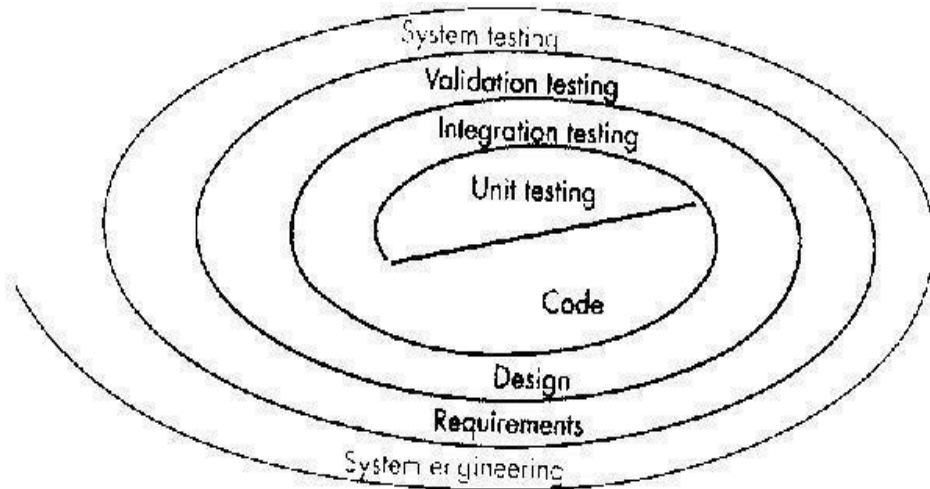 System testing
Validation testing
Integration testing
Unit testing
Code
Design
Requirements
System engineering